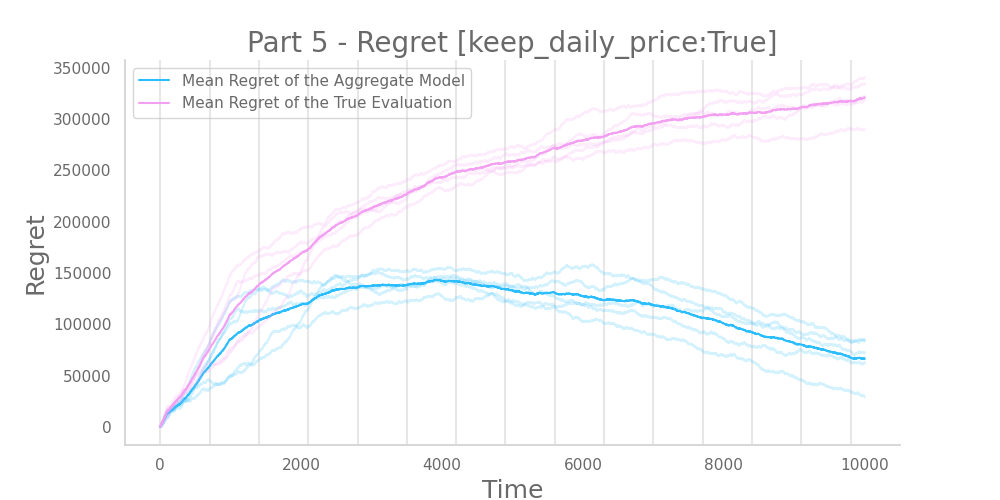 Part 5 - Regret [keep_daily_price:True]
350000
300000
250000
200000
150000
100000
50000
0
Regret
Mean Regret of the Aggregate Model
Mean Regret of the True Evaluation
0 2000 4000 6000 8000 10000
Time